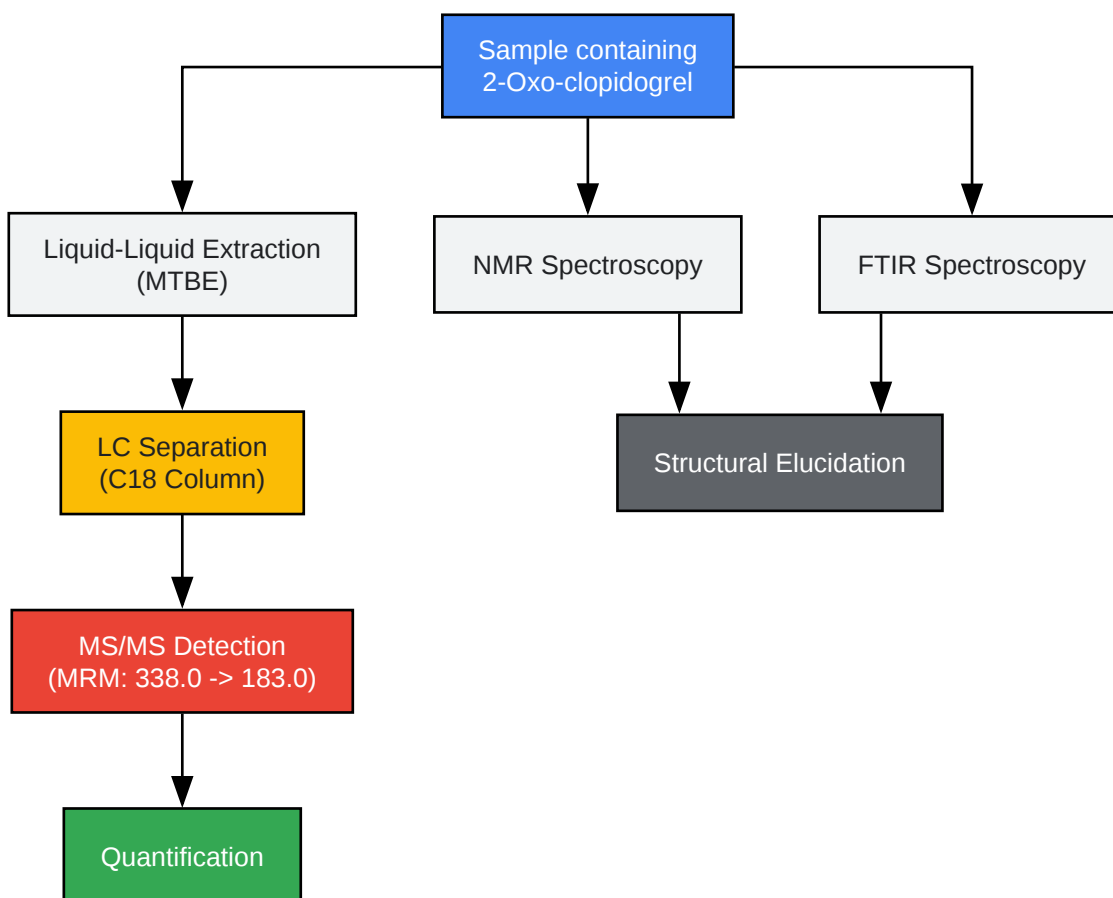 Sample containing
2-Oxo-clopidogrel
Liquid-Liquid Extraction
(MTBE)
NMR Spectroscopy
FTIR Spectroscopy
LC Separation
(C18 Column)
Structural Elucidation
MS/MS Detection
(MRM: 338.0 -> 183.0)
Quantification